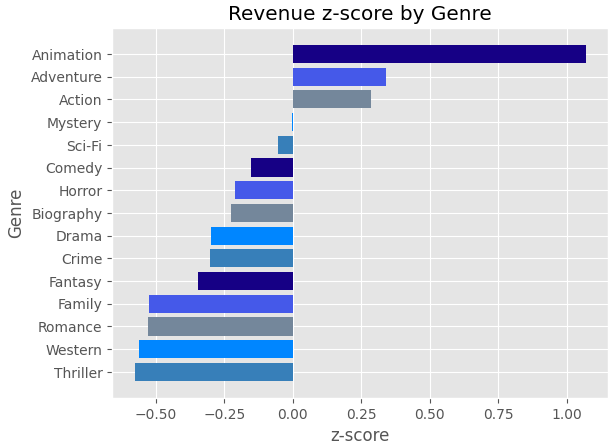 Revenue z-score by Genre
Genre
Animation
Adventure
Action
Mystery
Sci-Fi
Comedy
Horror
Biography
Drama
Crime
Fantasy
Family
Romance
Western
Thriller
−0.50 −0.25 0.00 0.25 0.50 0.75 1.00
z-score